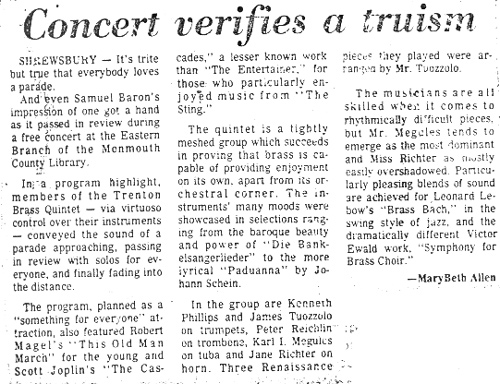 Concert verifies a truism
SHREWSBURY — It's trite
but true that everybody loves
a parade.
And even Samuel Baron's
impression of one got a hand
as it passed in review during
a free concert at the Eastern
Branch of the Monmouth
County Library.
In a program highlight,
members of the Trenton
Brass Quintet — via virtuoso
control over their instruments
— conveyed the sound of a
parade approaching, passing
in review with solos for ev-
eryone, and finally fading into
the distance.
The program, planned as a
"something for everyone" at-
traction, also featured Robert
Magel's "This Old Man
March" for the young and
Scott Joplin's "The Cas-
cades," a lesser known work
than "The Entertainer," for
those who particularly en-
joyed music from "The
Sting."
The quintet is a tightly
meshed group which succeeds
in proving that brass is ca-
pable of providing enjoyment
on its own, apart from its or-
chestral corner. The in-
struments' many moods were
showcased in selections rang-
ing from the baroque beauty
and power of "Die Bank-
elsangerlieder" to the more
lyrical "Paduanna" by Jo-
hann Schein.
In the group are Kenneth
Phillips and James Tuozzolo
on trumpets, Peter Reichlin
on trombone, Karl I. Megules
on tuba and Jane Richter on
horn. Three Renaissance
pieces they played were ar-
ranged by Mr. Tuozzolo.
The musicians are all
skilled when it comes to
rhythmically difficult pieces,
but Mr. Megules tends to
emerge as the most dominant
and Miss Richter as mostly
easily overshadowed. Particu-
larly pleasing blends of sound
are achieved for Leonard Le-
bow's "Brass Bach," in the
swing style of jazz, and the
dramatically different Victor
Ewald work, "Symphony for
Brass Choir."
—MaryBeth Allen